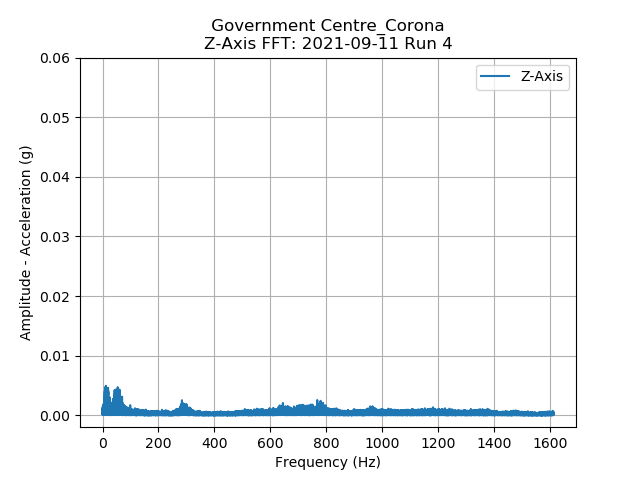 Government Centre_Corona
Z-Axis FFT: 2021-09-11 Run 4
Z-Axis
0.06
0.05
0.04
0.03
0.02
0.01
0.00
Amplitude - Acceleration (g)
0 200 400 600 800 1000 1200 1400 1600
Frequency (Hz)